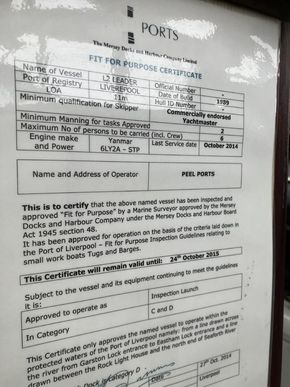 PORTS
The Mersey Docks and Harbour Company Limited
FIT FOR PURPOSE CERTIFICATE
Name of Vessel L2 LEADER Official Number -
Port of Registry LIVERPOOL Date of Build 1989
LOA 11m Hull ID Number -
Minimum qualification for Skipper Commercially endorsed Yachtmaster
Minimum Manning for tasks Approved 2
Maximum No of persons to be carried (incl. Crew) 6
Engine make and Power Yanmar 6LY2A – STP Last Service date October 2014
Name and Address of Operator PEEL PORTS
This is to certify that the above named vessel has been inspected and
approved "Fit for Purpose" by a Marine Surveyor approved by the Mersey
Docks and Harbour Company under the Mersey Docks and Harbour Board
Act 1945 section 48.
It has been approved for operation on the basis of the criteria laid down in
the Port of Liverpool – Fit for Purpose Inspection Guidelines relating to
small work boats Tugs and Barges.
This Certificate will remain valid until: 24th October 2015
Subject to the vessel and its equipment continuing to meet the guidelines
it is:
Approved to operate as Inspection Launch
In Category C and D
This Certificate only approves the named vessel to operate within the
protected waters of the Port of Liverpool namely: from a line drawn across
the river from Garston Lock entrance to Eastham Lock entrance and a line
drawn between the Rock Light House and the north end of Seaforth River
Category D
Date 27th Oct. 2014
Liverpool